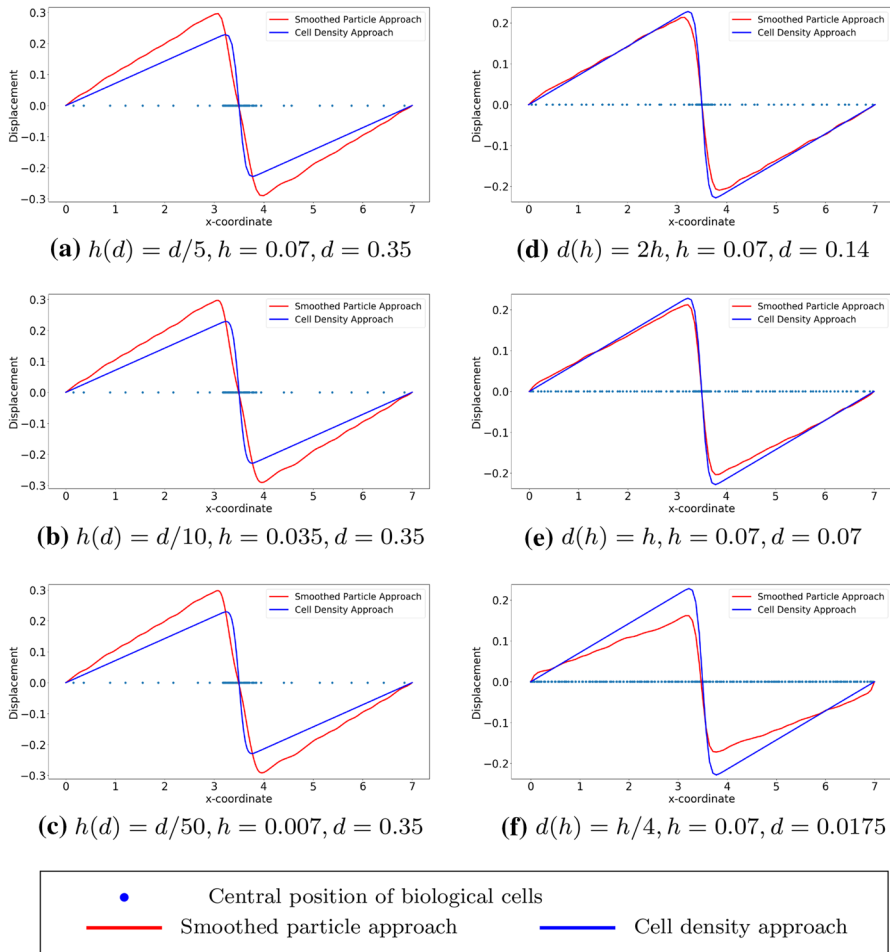 0.3
0.2
0.1
0.0
−0.1
−0.2
−0.3
Displacement
0 1 2 3 4 5 6 7
x-coordinate
Smoothed Particle Approach
Cell Density Approach
(a) h(d) = d/5, h = 0.07, d = 0.35
0.2
0.1
0.0
−0.1
−0.2
Displacement
0 1 2 3 4 5 6 7
x-coordinate
Smoothed Particle Approach
Cell Density Approach
(d) d(h) = 2h, h = 0.07, d = 0.14
0.3
0.2
0.1
0.0
−0.1
−0.2
−0.3
Displacement
0 1 2 3 4 5 6 7
x-coordinate
Smoothed Particle Approach
Cell Density Approach
(b) h(d) = d/10, h = 0.035, d = 0.35
0.2
0.1
0.0
−0.1
−0.2
Displacement
0 1 2 3 4 5 6 7
x-coordinate
Smoothed Particle Approach
Cell Density Approach
(e) d(h) = h, h = 0.07, d = 0.07
0.3
0.2
0.1
0.0
−0.1
−0.2
−0.3
Displacement
0 1 2 3 4 5 6 7
x-coordinate
Smoothed Particle Approach
Cell Density Approach
(c) h(d) = d/50, h = 0.007, d = 0.35
0.2
0.1
0.0
−0.1
−0.2
Displacement
0 1 2 3 4 5 6 7
x-coordinate
Smoothed Particle Approach
Cell Density Approach
(f) d(h) = h/4, h = 0.07, d = 0.0175
Central position of biological cells
Smoothed particle approach
Cell density approach